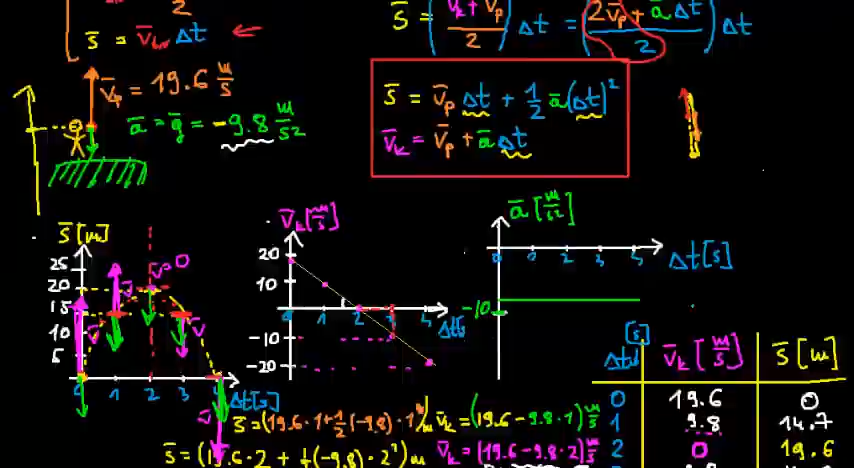 2
s̄ = (v̄k + v̄p / 2) Δt = (2v̄p + āΔt / 2) Δt
s̄ = Δt
v̄p = 19.6 m/s
ā = ḡ = -9.8 m/s²
s̄ = v̄p Δt + 1/2 ā(Δt)²
v̄k = v̄p + āΔt
s̄ [m]
25
20
15
10
5
0 1 2 3
Δt[s]
v=0
v̄
v̄k [m/s]
20
10
-10
-20
0 1 2 3 4
Δt[s
ā [m/s²]
0 2 3
Δt[s]
-10
s̄ = (19.6·1 + 1/2 (-9.8)·1²)m v̄k = (19.6 - 9.8·1) m/s
s̄ = (19.6·2 + 1/2(-9.8)·2²)m v̄k = (19.6 - 9.8·2) m/s
Δt [s] v̄k [m/s] s̄ [m]
0 19.6 0
1 9.8 14.7
2 0 19.6